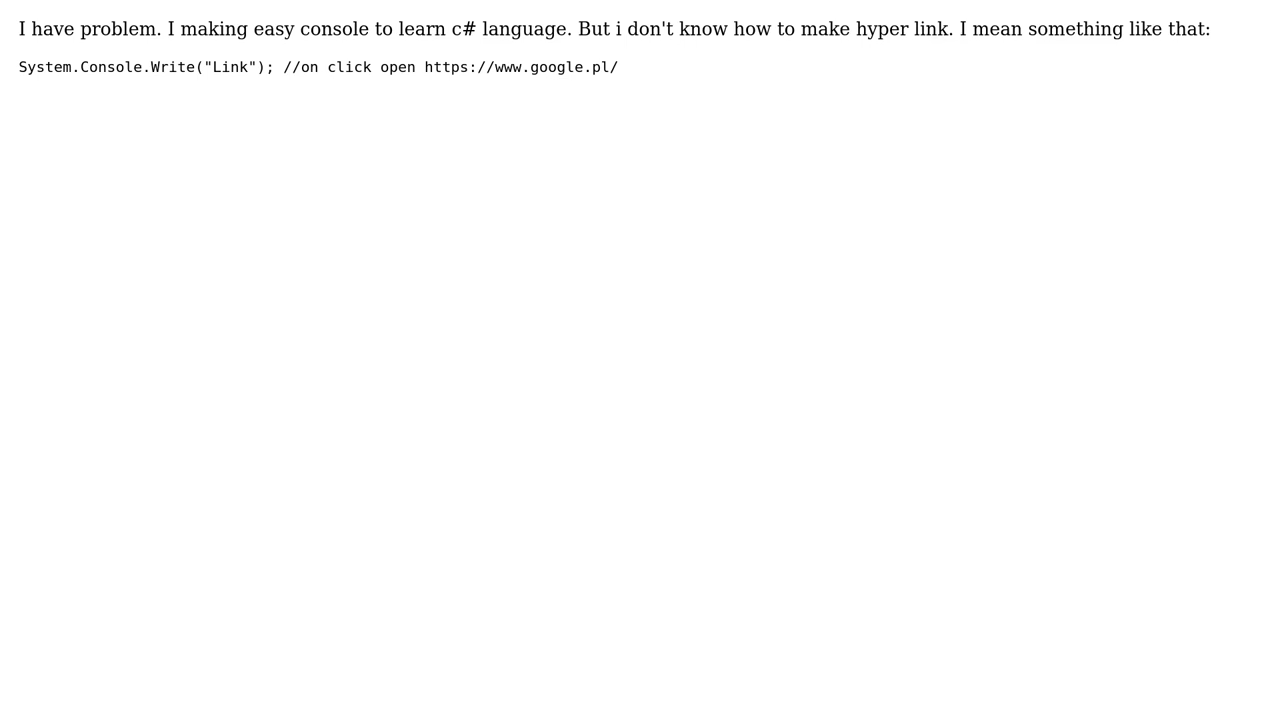 I have problem. I making easy console to learn c# language. But i don't know how to make hyper link. I mean something like that:
System.Console.Write("Link"); //on click open https://www.google.pl/